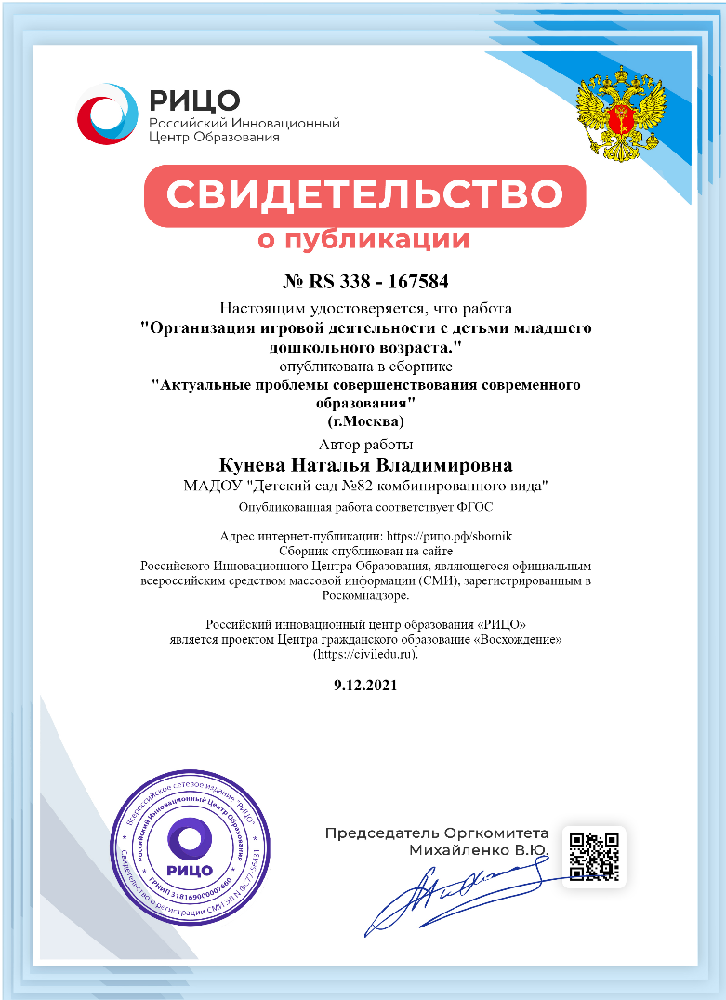 РИЦО
Российский Инновационный
Центр Образования
СВИДЕТЕЛЬСТВО
о публикации
№ RS 338 - 167584
Настоящим удостоверяется, что работа
"Организация игровой деятельности с детьми младшего
дошкольного возраста."
опубликована в сборнике
"Актуальные проблемы совершенствования современного
образования"
(г.Москва)
Автор работы
Кунева Наталья Владимировна
МАДОУ "Детский сад №82 комбинированного вида"
Опубликованная работа соответствует ФГОС
Адрес интернет-публикации: https://рицо.рф/sbornik
Сборник опубликован на сайте
Российского Инновационного Центра Образования, являющегося официальным
всероссийским средством массовой информации (СМИ), зарегистрированным в
Роскомнадзоре.
Российский инновационный центр образования «РИЦО»
является проектом Центра гражданского образование «Восхождение»
(https://civiledu.ru).
9.12.2021
Всероссийское сетевое издание "РИЦО"
Свидетельство о регистрации СМИ ЭЛ N ФС77-56431
Российский Инновационный Центр Образования
ГРНИП 318169000007660
РИЦО
Председатель Оргкомитета
Михайленко В.Ю.